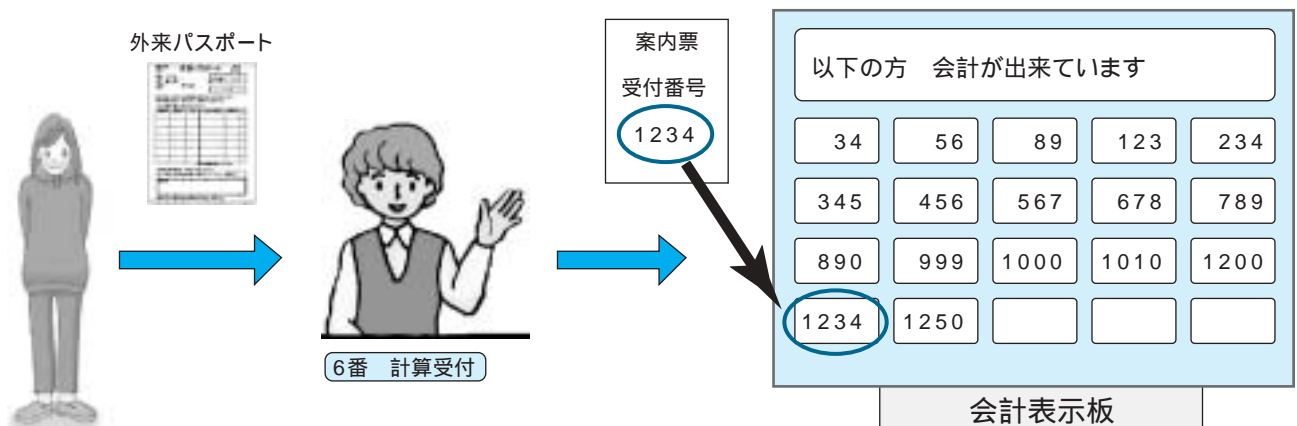 外来パスポート
6番 計算受付
案内票
受付番号
1234
以下の方 会計が出来ています
34 56 89 123 234
345 456 567 678 789
890 999 1000 1010 1200
1234 1250
会計表示板